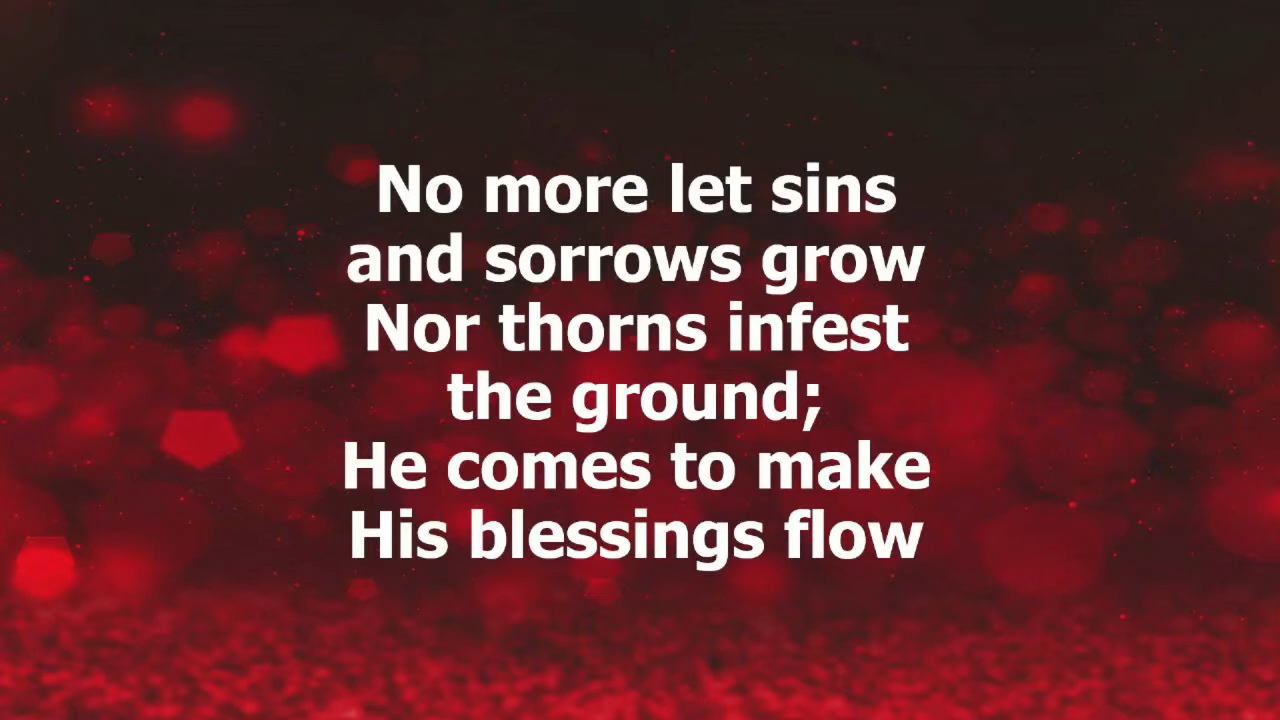 No more let sins
and sorrows grow
Nor thorns infest
the ground;
He comes to make
His blessings flow